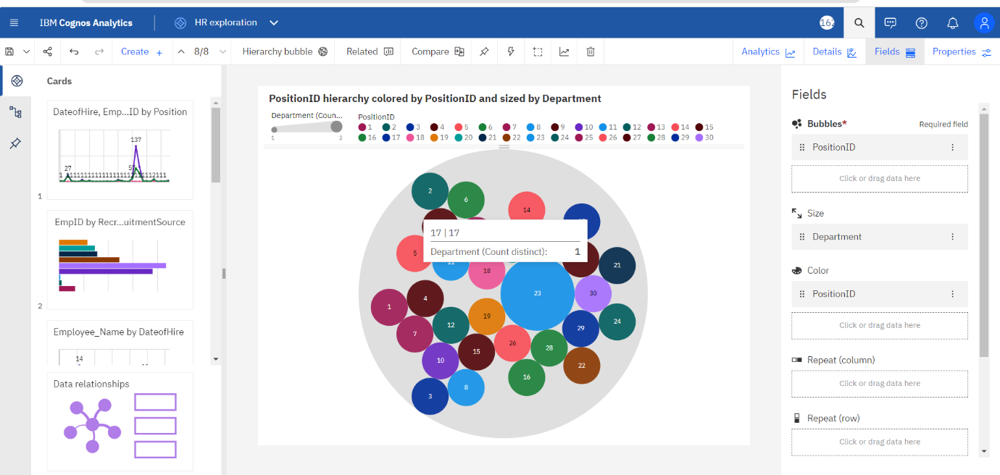 IBM Cognos Analytics
HR exploration
162
Create +
8/8
Hierarchy bubble
Related
Compare
Analytics
Details
Fields
Properties
Cards
DateofHire, Emp...ID by Position
137
27
1
EmpID by Recr...uitmentSource
2
Employee_Name by DateofHire
14
Data relationships
PositionID hierarchy colored by PositionID and sized by Department
Department (Coun...
1 2
PositionID
1 2 3 4 5 6 7 8 9 10 11 12 13 14 15
16 17 18 19 20 21 22 23 24 25 26 27 28 29 30
2
6
14
17 | 17
Department (Count distinct): 1
5
18
21
23
30
4
1
19
12
24
7
29
26
15
28
10
22
16
8
3
Fields
Bubbles*
Required field
PositionID
Click or drag data here
Size
Department
Color
PositionID
Click or drag data here
Repeat (column)
Click or drag data here
Repeat (row)
Click or drag data here